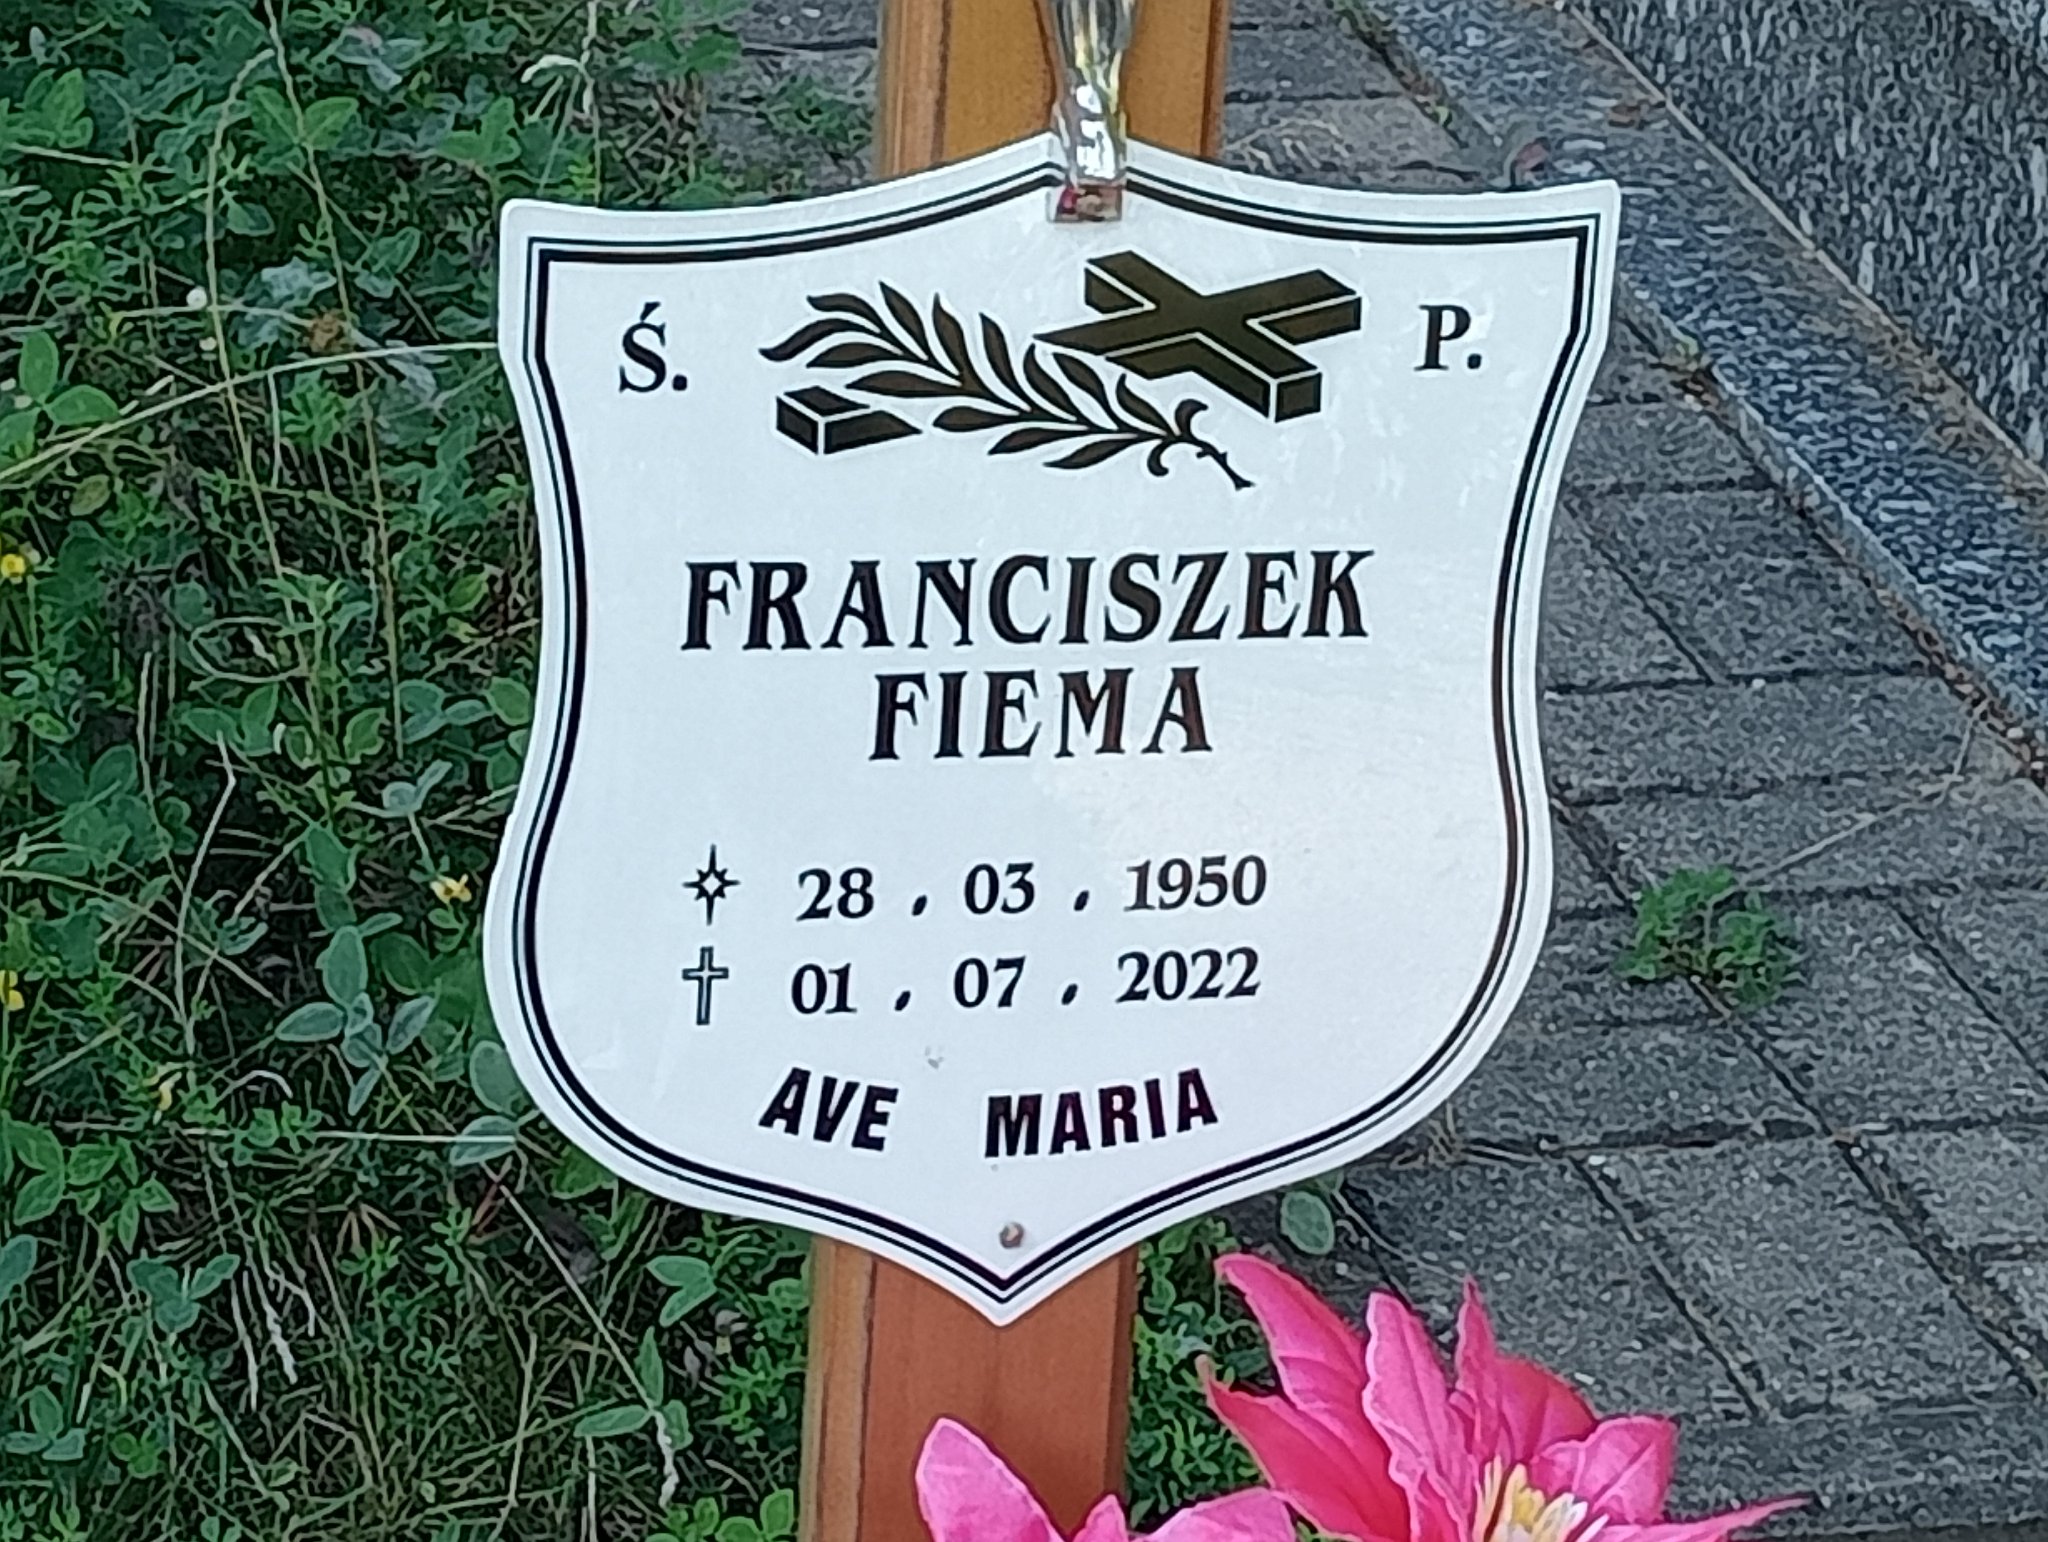 Ś. P.
FRANCISZEK
FIEMA
28 . 03 . 1950
01 . 07 . 2022
AVE MARIA